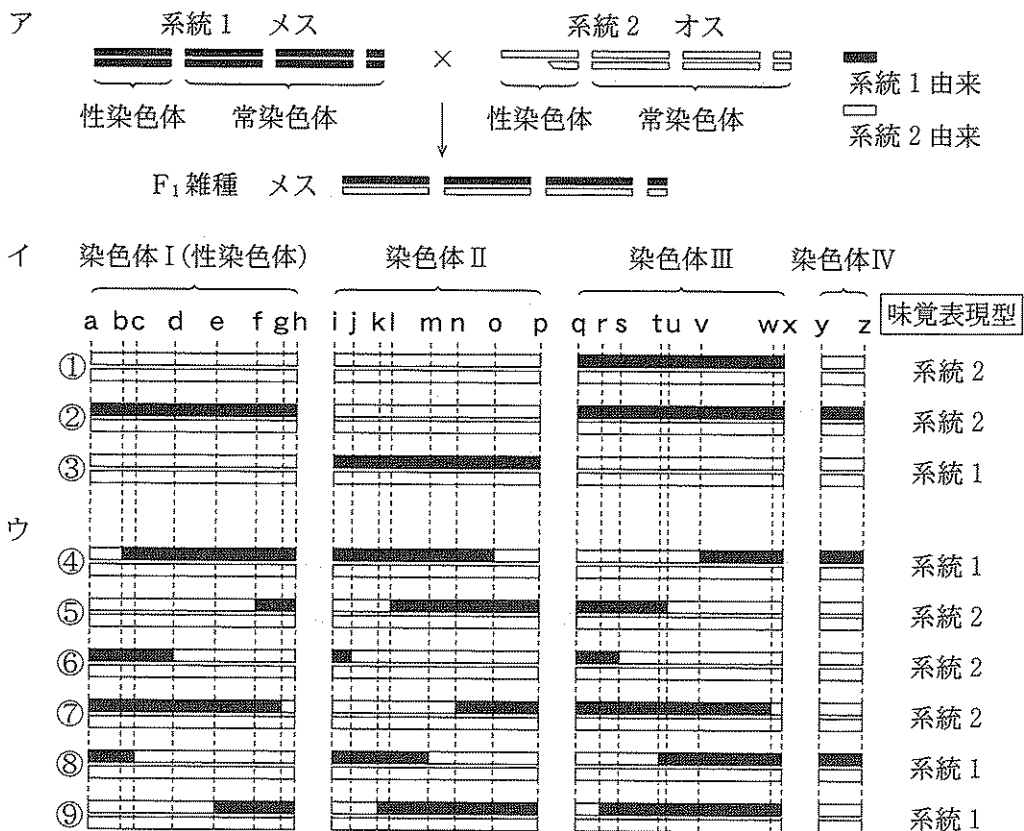 ア 系統1 メス × 系統2 オス
系統1由来
性染色体 常染色体 性染色体 常染色体
系統2由来
F₁雑種 メス
イ 染色体Ⅰ(性染色体) 染色体Ⅱ 染色体Ⅲ 染色体Ⅳ
a b c d e f g h i j k l m n o p q r s t u v w x y z 味覚表現型
① 系統2
② 系統2
③ 系統1
ウ
④ 系統1
⑤ 系統2
⑥ 系統2
⑦ 系統2
⑧ 系統1
⑨ 系統1